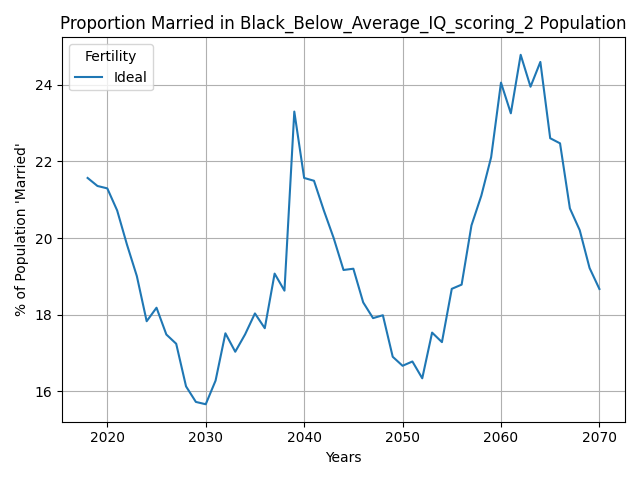 Proportion Married in Black_Below_Average_IQ_scoring_2 Population
Fertility
Ideal
% of Population 'Married'
24
22
20
18
16
2020 2030 2040 2050 2060 2070
Years